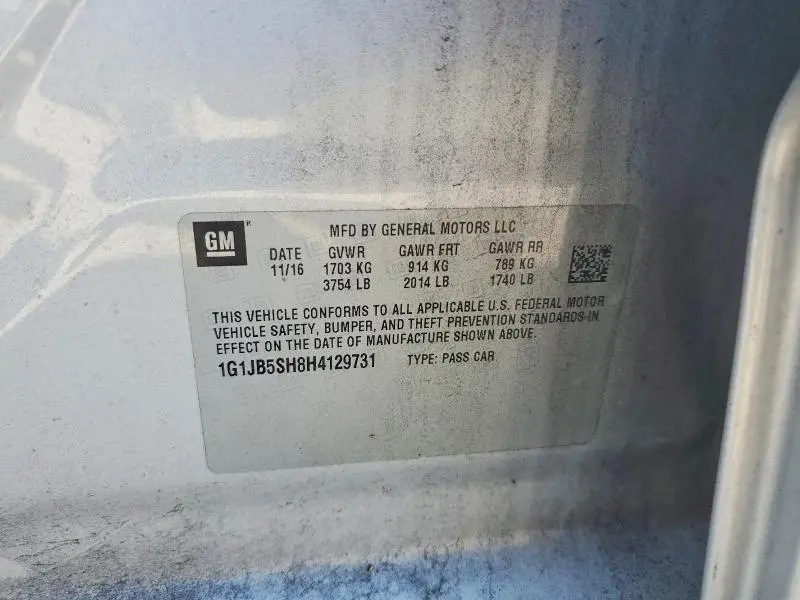 GM
MFD BY GENERAL MOTORS LLC
DATE GVWR GAWR FRT GAWR RR
11/16 1703 KG 914 KG 789 KG
3754 LB 2014 LB 1740 LB
THIS VEHICLE CONFORMS TO ALL APPLICABLE U.S. FEDERAL MOTOR
VEHICLE SAFETY, BUMPER, AND THEFT PREVENTION STANDARDS IN
EFFECT ON THE DATE OF MANUFACTURE SHOWN ABOVE.
1G1JB5SH8H4129731 TYPE: PASS CAR